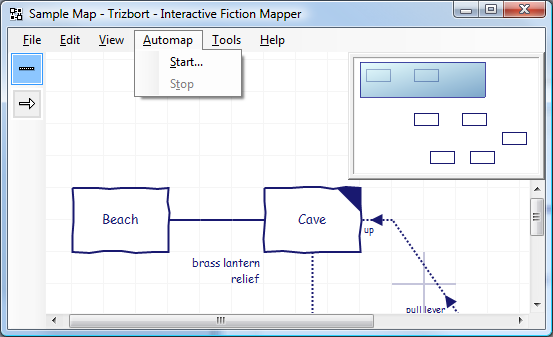 Sample Map - Trizbort - Interactive Fiction Mapper
File Edit View Automap Tools Help
Start...
Stop
Beach
Cave
up
brass lantern
relief
pull lever